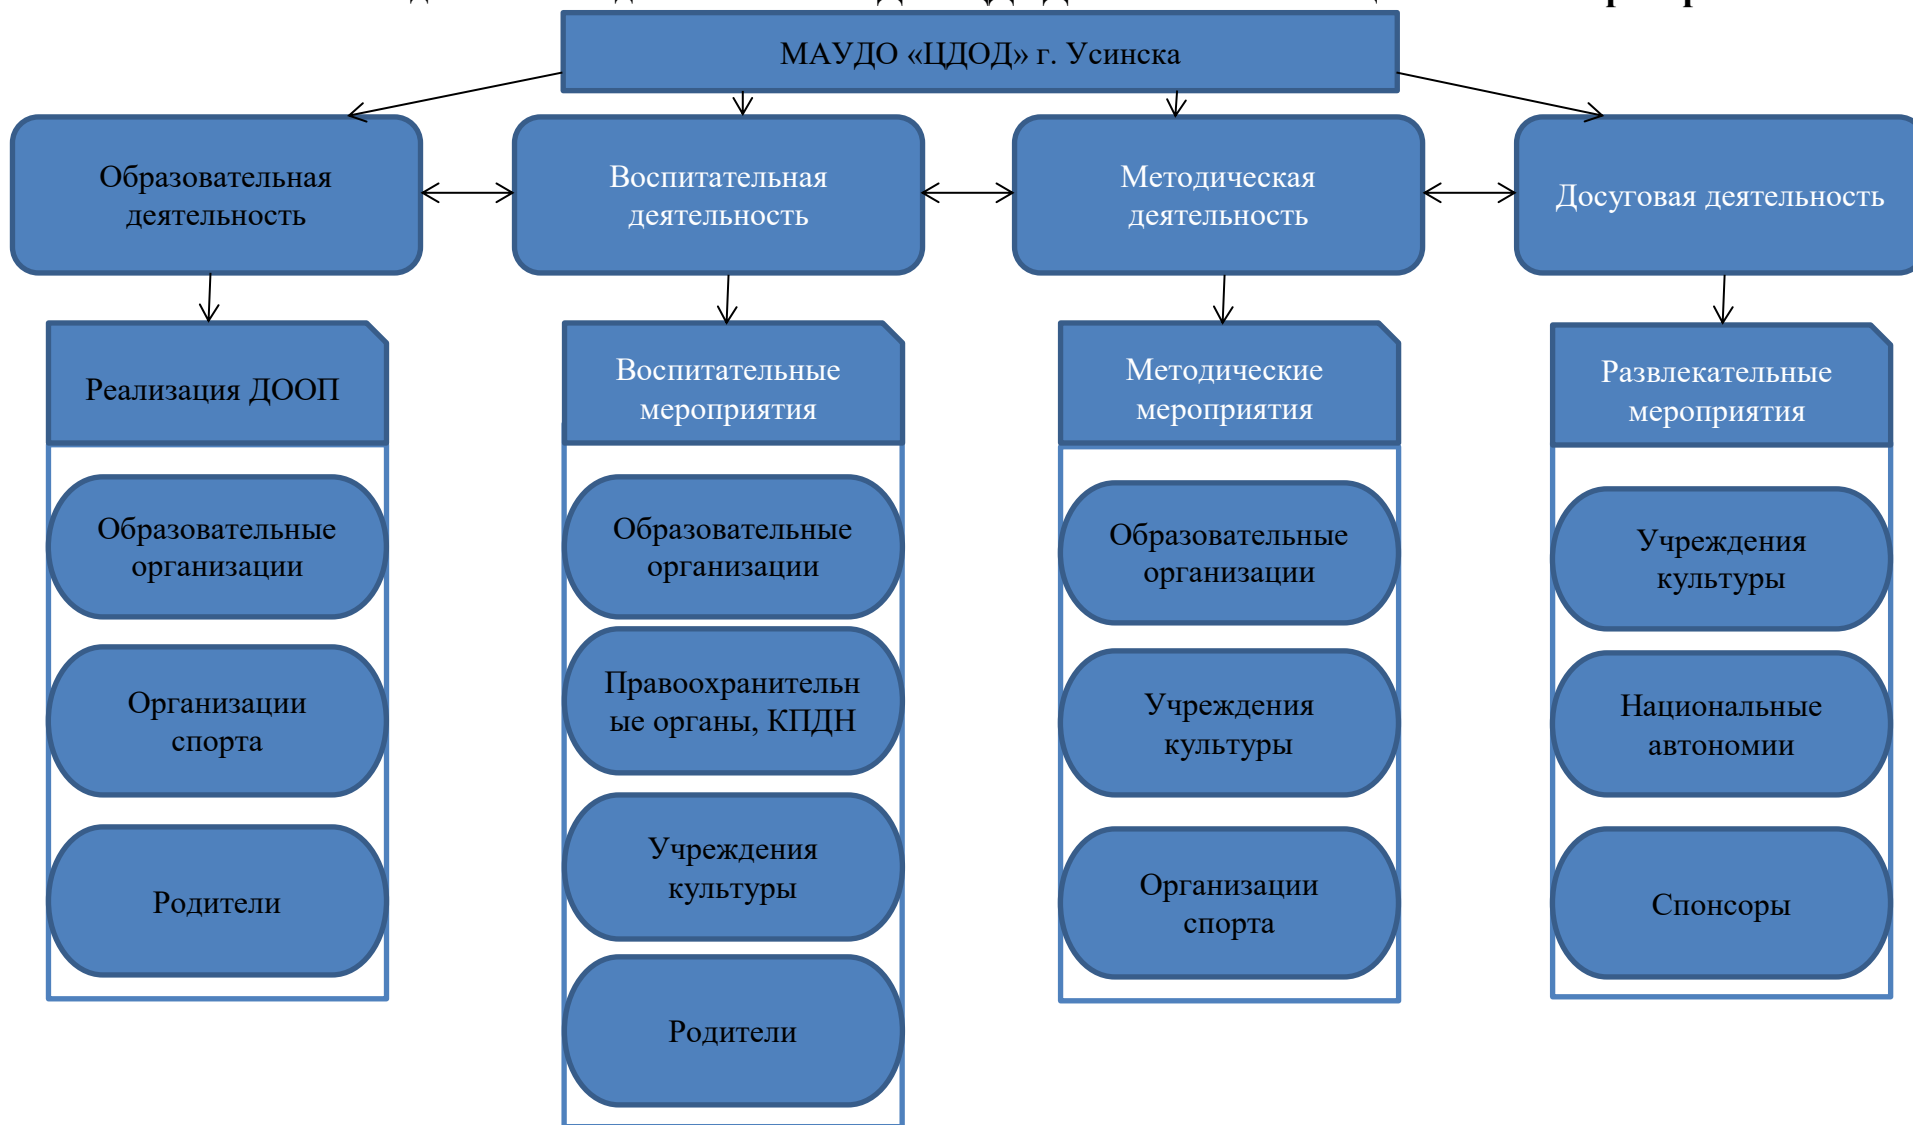 МАУДО «ЦДОД» г. Усинска
Образовательная
деятельность
Воспитательная
деятельность
Методическая
деятельность
Досуговая деятельность
Реализация ДООП
Образовательные
организации
Организации
спорта
Родители
Воспитательные
мероприятия
Образовательные
организации
Правоохранительн
ые органы, КПДН
Учреждения
культуры
Родители
Методические
мероприятия
Образовательные
организации
Учреждения
культуры
Организации
спорта
Развлекательные
мероприятия
Учреждения
культуры
Национальные
автономии
Спонсоры